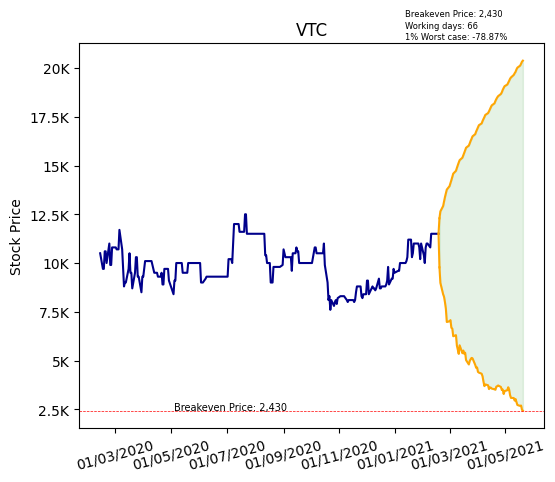 Breakeven Price: 2,430
Working days: 66
1% Worst case: -78.87%
VTC
Stock Price
20K
17.5K
15K
12.5K
10K
7.5K
5K
2.5K
Breakeven Price: 2,430
01/03/2020
01/05/2020
01/07/2020
01/09/2020
01/11/2020
01/01/2021
01/03/2021
01/05/2021